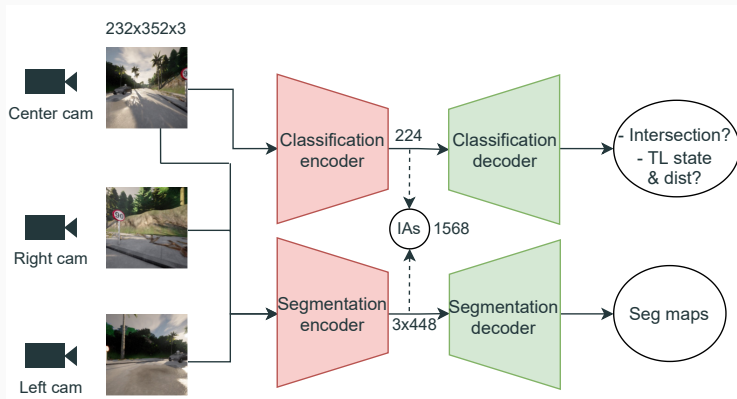 232x352x3
Center cam
Right cam
Left cam
Classification
encoder
224
Classification
decoder
- Intersection?
- TL state
& dist?
IAs
1568
Segmentation
encoder
3x448
Segmentation
decoder
Seg maps